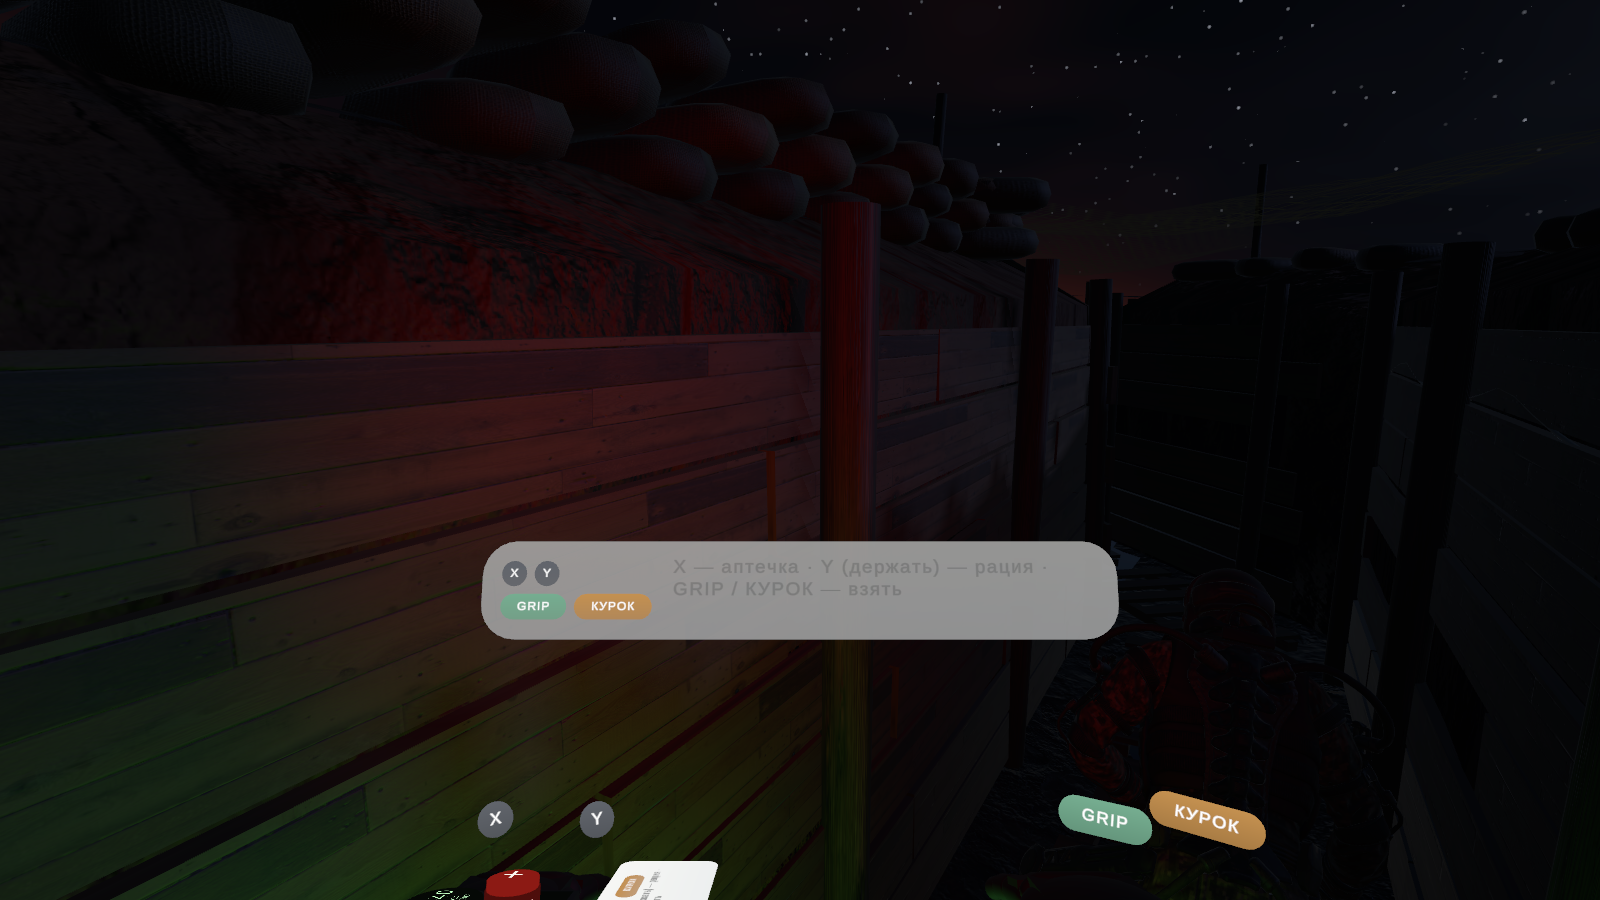 X Y
X — аптечка · Y (держать) — рация ·
GRIP КУРОК
GRIP / КУРОК — взять
X Y
GRIP КУРОК